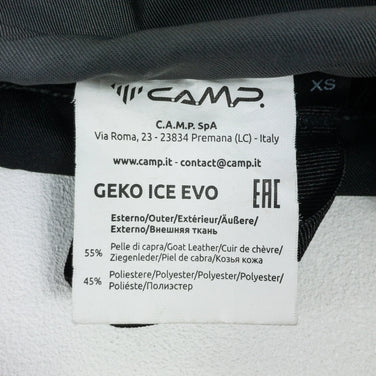 CAMP.
XS
C.A.M.P. SpA
Via Roma, 23 - 23834 Premana (LC) - Italy
www.camp.it - contact@camp.it
GEKO ICE EVO EAC
Esterno/Outer/Extérieur/Äußere/
Externo/Внешняя ткань
55% Pelle di capra/Goat Leather/Cuir de chèvre/
Ziegenleder/Piel de cabra/Козья кожа
45% Poliestere/Polyester/Polyester/Polyester/
Poliéste/Полиэстер